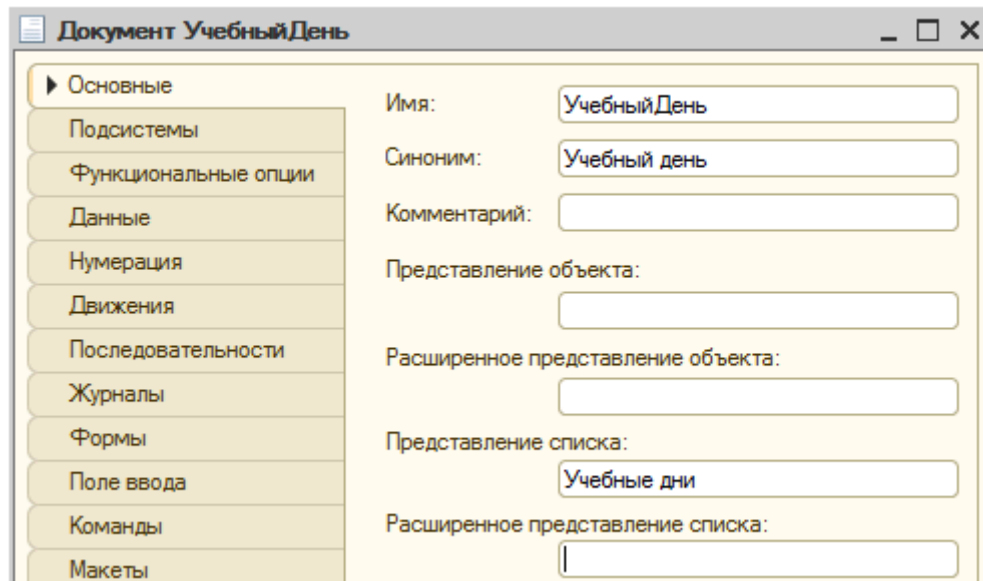 Документ УчебныйДень
Основные
Подсистемы
Функциональные опции
Данные
Нумерация
Движения
Последовательности
Журналы
Формы
Поле ввода
Команды
Макеты
Имя: УчебныйДень
Синоним: Учебный день
Комментарий:
Представление объекта:
Расширенное представление объекта:
Представление списка:
Учебные дни
Расширенное представление списка: